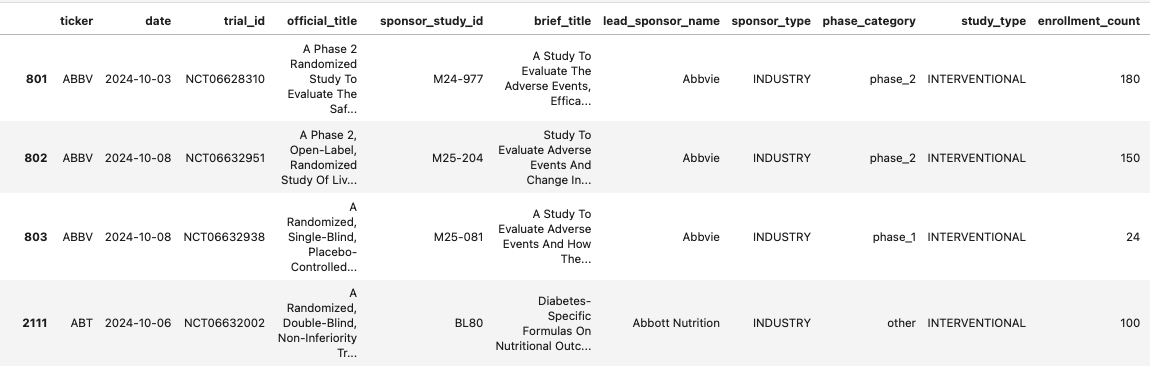 ticker date trial_id official_title sponsor_study_id brief_title lead_sponsor_name sponsor_type phase_category study_type enrollment_count
801 ABBV 2024-10-03 NCT06628310 A Phase 2 Randomized Study To Evaluate The Saf... M24-977 A Study To Evaluate The Adverse Events, Effica... Abbvie INDUSTRY phase_2 INTERVENTIONAL 180
802 ABBV 2024-10-08 NCT06632951 A Phase 2, Open-Label, Randomized Study Of Liv... M25-204 Study To Evaluate Adverse Events And Change In... Abbvie INDUSTRY phase_2 INTERVENTIONAL 150
803 ABBV 2024-10-08 NCT06632938 A Randomized, Single-Blind, Placebo-Controlled... M25-081 A Study To Evaluate Adverse Events And How The... Abbvie INDUSTRY phase_1 INTERVENTIONAL 24
2111 ABT 2024-10-06 NCT06632002 A Randomized, Double-Blind, Non-Inferiority Tr... BL80 Diabetes-Specific Formulas On Nutritional Outc... Abbott Nutrition INDUSTRY other INTERVENTIONAL 100